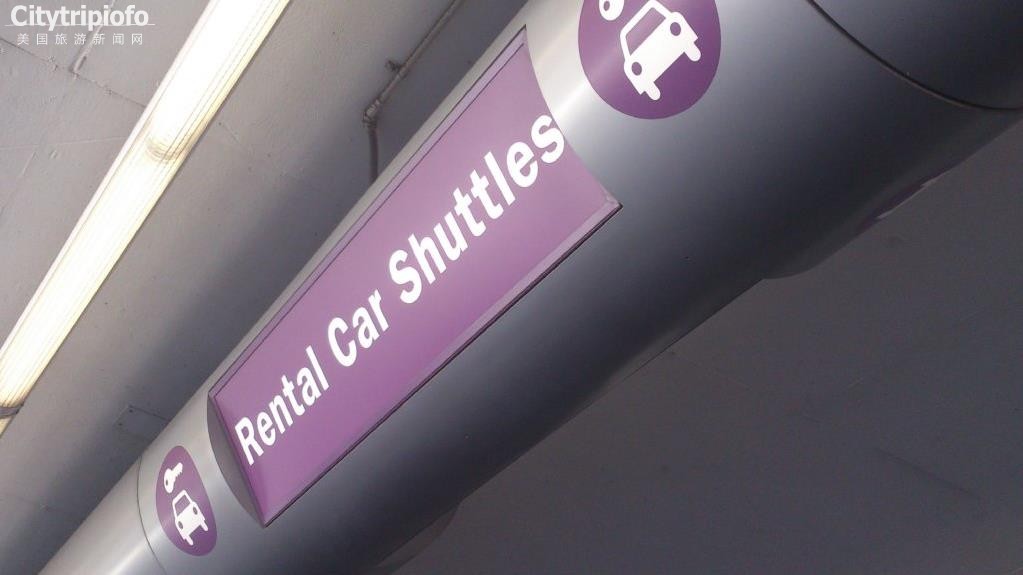 Citytripiofo
美国旅游新闻网
Rental Car Shuttles